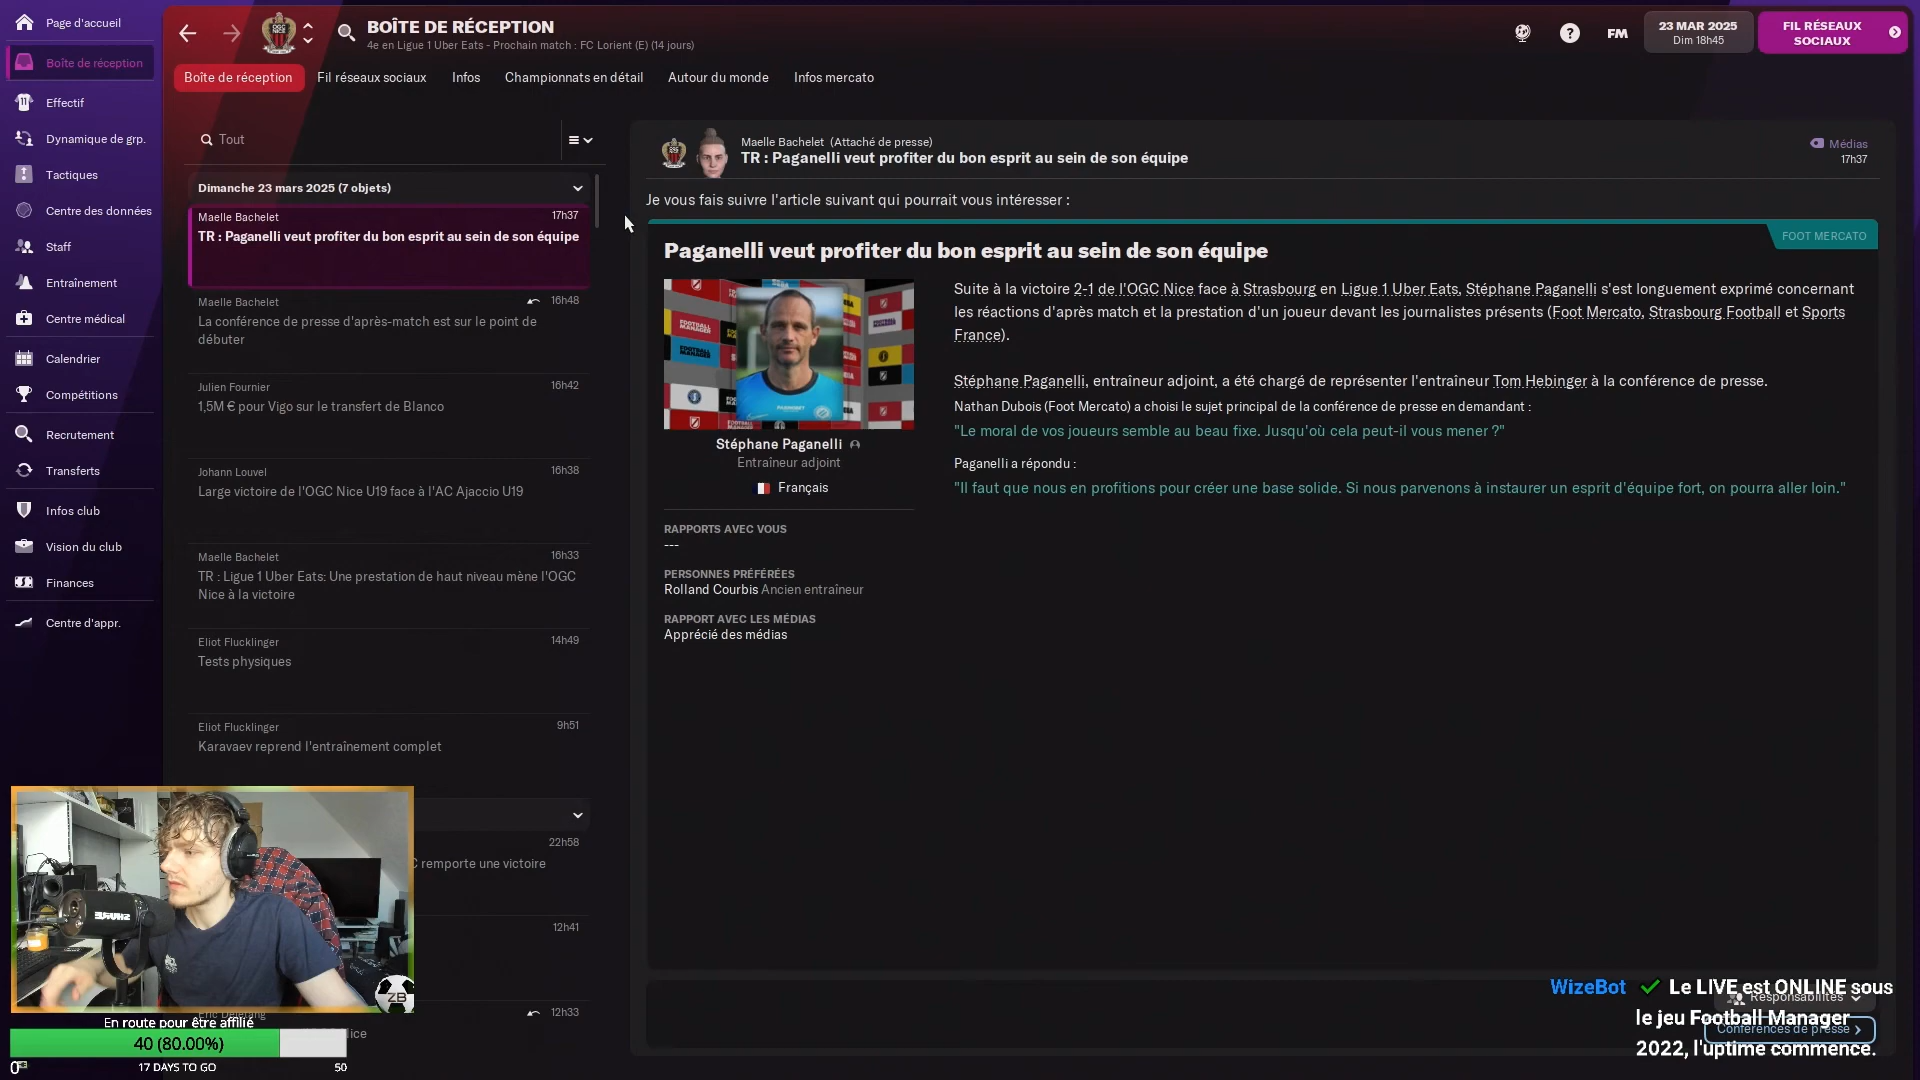 Page d'accueil
Boîte de réception
Effectif
Dynamique de grp.
Tactiques
Centre des données
Staff
Entraînement
Centre médical
Calendrier
Compétitions
Recrutement
Transferts
Infos club
Vision du club
Finances
Centre d'appr.
BOÎTE DE RÉCEPTION
4e en Ligue 1 Uber Eats - Prochain match : FC Lorient (E) (14 jours)
FM
23 MAR 2025
Dim 18h45
FIL RÉSEAUX
SOCIAUX
Boîte de réception
Fil réseaux sociaux
Infos
Championnats en détail
Autour du monde
Infos mercato
Tout
Dimanche 23 mars 2025 (7 objets)
Maelle Bachelet 17h37
TR : Paganelli veut profiter du bon esprit au sein de son équipe
Maelle Bachelet 16h48
La conférence de presse d'après-match est sur le point de
débuter
Julien Fournier 16h42
1,5M € pour Vigo sur le transfert de Blanco
Johann Louvel 16h38
Large victoire de l'OGC Nice U19 face à l'AC Ajaccio U19
Maelle Bachelet 16h33
TR : Ligue 1 Uber Eats: Une prestation de haut niveau mène l'OGC
Nice à la victoire
Eliot Flucklinger 14h49
Tests physiques
Eliot Flucklinger 9h51
Karavaev reprend l'entraînement complet
22h58
C remporte une victoire
12h41
12h33
Maelle Bachelet (Attaché de presse)
TR : Paganelli veut profiter du bon esprit au sein de son équipe
Médias
17h37
Je vous fais suivre l'article suivant qui pourrait vous intéresser :
FOOT MERCATO
Paganelli veut profiter du bon esprit au sein de son équipe
Stéphane Paganelli
Entraîneur adjoint
Français
RAPPORTS AVEC VOUS
---
PERSONNES PRÉFÉRÉES
Rolland Courbis Ancien entraîneur
RAPPORT AVEC LES MÉDIAS
Apprécié des médias
Suite à la victoire 2-1 de l'OGC Nice face à Strasbourg en Ligue 1 Uber Eats, Stéphane Paganelli s'est longuement exprimé concernant
les réactions d'après match et la prestation d'un joueur devant les journalistes présents (Foot Mercato, Strasbourg Football et Sports
France).
Stéphane Paganelli, entraîneur adjoint, a été chargé de représenter l'entraîneur Tom Hebinger à la conférence de presse.
Nathan Dubois (Foot Mercato) a choisi le sujet principal de la conférence de presse en demandant :
"Le moral de vos joueurs semble au beau fixe. Jusqu'où cela peut-il vous mener ?"
Paganelli a répondu :
"Il faut que nous en profitions pour créer une base solide. Si nous parvenons à instaurer un esprit d'équipe fort, on pourra aller loin."
Responsabilités
Conférences de presse
WizeBot Le LIVE est ONLINE sous
le jeu Football Manager
2022, l'uptime commence.
ZB
En route pour être affilié
40 (80.00%)
0
17 DAYS TO GO
50